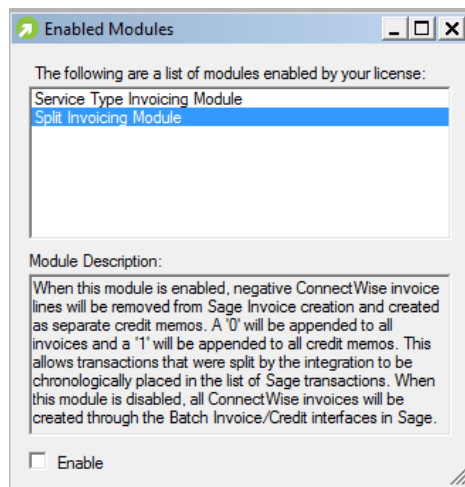 Enabled Modules
The following are a list of modules enabled by your license:
Service Type Invoicing Module
Split Invoicing Module
Module Description:
When this module is enabled, negative ConnectWise invoice
lines will be removed from Sage Invoice creation and created
as separate credit memos. A '0' will be appended to all
invoices and a '1' will be appended to all credit memos. This
allows transactions that were split by the integration to be
chronologically placed in the list of Sage transactions. When
this module is disabled, all ConnectWise invoices will be
created through the Batch Invoice/Credit interfaces in Sage.
Enable